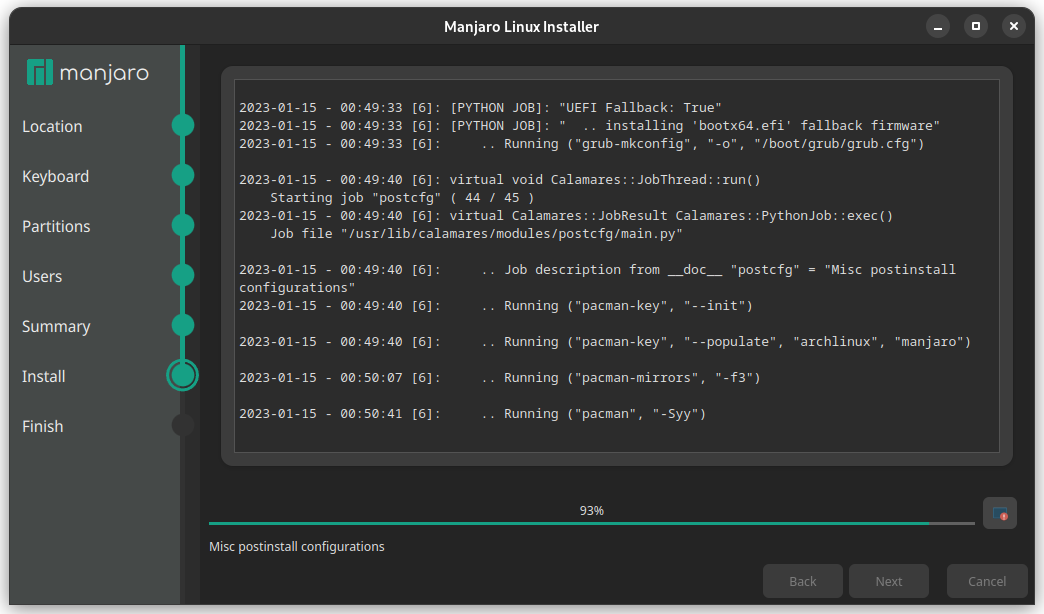 Manjaro Linux Installer
manjaro
Location
Keyboard
Partitions
Users
Summary
Install
Finish
2023-01-15 - 00:49:33 [6]: [PYTHON JOB]: "UEFI Fallback: True"
2023-01-15 - 00:49:33 [6]: [PYTHON JOB]: "  .. installing 'bootx64.efi' fallback firmware"
2023-01-15 - 00:49:33 [6]:     .. Running ("grub-mkconfig", "-o", "/boot/grub/grub.cfg")
2023-01-15 - 00:49:40 [6]: virtual void Calamares::JobThread::run()
    Starting job "postcfg" ( 44 / 45 )
2023-01-15 - 00:49:40 [6]: virtual Calamares::JobResult Calamares::PythonJob::exec()
    Job file "/usr/lib/calamares/modules/postcfg/main.py"
2023-01-15 - 00:49:40 [6]:     .. Job description from __doc__ "postcfg" = "Misc postinstall
configurations"
2023-01-15 - 00:49:40 [6]:     .. Running ("pacman-key", "--init")
2023-01-15 - 00:49:40 [6]:     .. Running ("pacman-key", "--populate", "archlinux", "manjaro")
2023-01-15 - 00:50:07 [6]:     .. Running ("pacman-mirrors", "-f3")
2023-01-15 - 00:50:41 [6]:     .. Running ("pacman", "-Syy")
93%
Misc postinstall configurations
Back
Next
Cancel